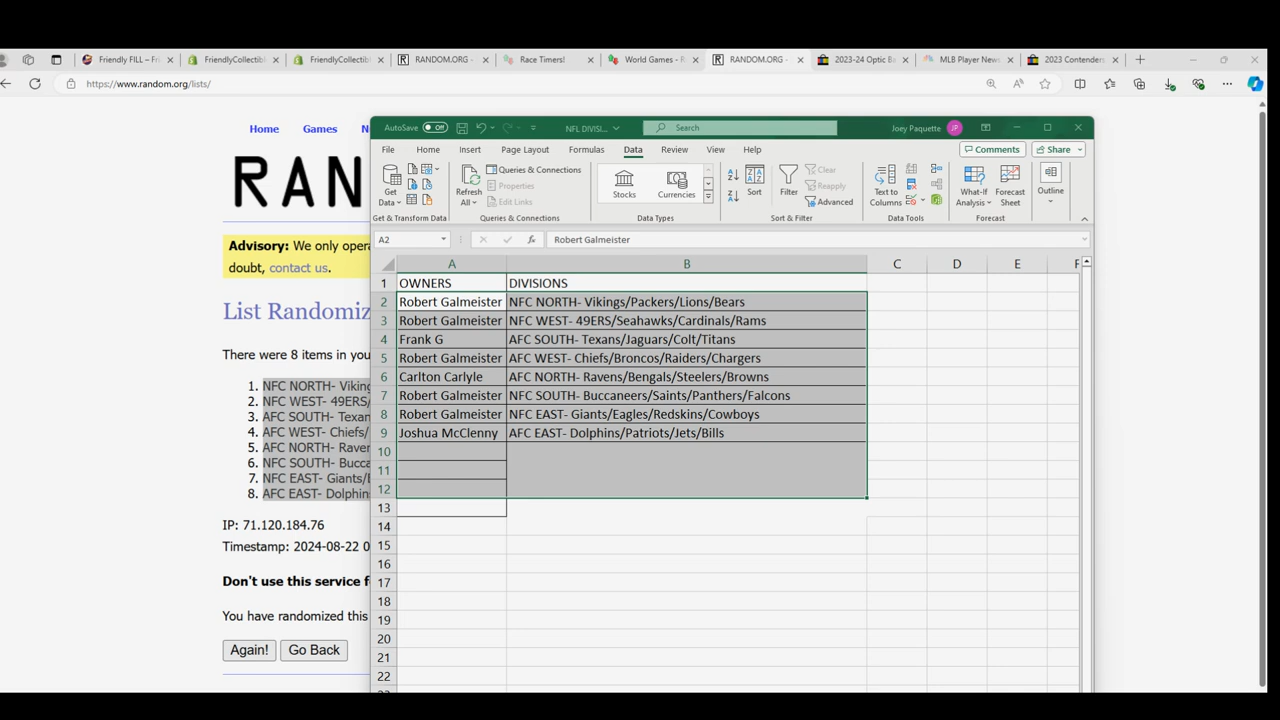 Friendly FILL – Fri
FriendlyCollectibl
FriendlyCollectibl
RANDOM.ORG -
Race Timers!
World Games - R
RANDOM.ORG -
2023-24 Optic Ba
MLB Player News
2023 Contenders
https://www.random.org/lists/
Home Games N
RAN
Advisory: We only opera
doubt, contact us.
List Randomiz
There were 8 items in you
1. NFC NORTH- Viking
2. NFC WEST- 49ERS/
3. AFC SOUTH- Texan
4. AFC WEST- Chiefs/
5. AFC NORTH- Raven
6. NFC SOUTH- Bucca
7. NFC EAST- Giants/E
8. AFC EAST- Dolphin
IP: 71.120.184.76
Timestamp: 2024-08-22 0
Don't use this service f
You have randomized this
Again! Go Back
AutoSave Off NFL DIVISI... Search Joey Paquette JP
File Home Insert Page Layout Formulas Data Review View Help Comments Share
Get Data Refresh All Queries & Connections Properties Edit Links Stocks Currencies Sort Filter Clear Reapply Advanced Text to Columns What-If Analysis Forecast Sheet Outline
Get & Transform Data Queries & Connections Data Types Sort & Filter Data Tools Forecast
A2 fx Robert Galmeister
A B C D E F
1 OWNERS DIVISIONS
2 Robert Galmeister NFC NORTH- Vikings/Packers/Lions/Bears
3 Robert Galmeister NFC WEST- 49ERS/Seahawks/Cardinals/Rams
4 Frank G AFC SOUTH- Texans/Jaguars/Colt/Titans
5 Robert Galmeister AFC WEST- Chiefs/Broncos/Raiders/Chargers
6 Carlton Carlyle AFC NORTH- Ravens/Bengals/Steelers/Browns
7 Robert Galmeister NFC SOUTH- Buccaneers/Saints/Panthers/Falcons
8 Robert Galmeister NFC EAST- Giants/Eagles/Redskins/Cowboys
9 Joshua McClenny AFC EAST- Dolphins/Patriots/Jets/Bills
10
11
12
13
14
15
16
17
18
19
20
21
22